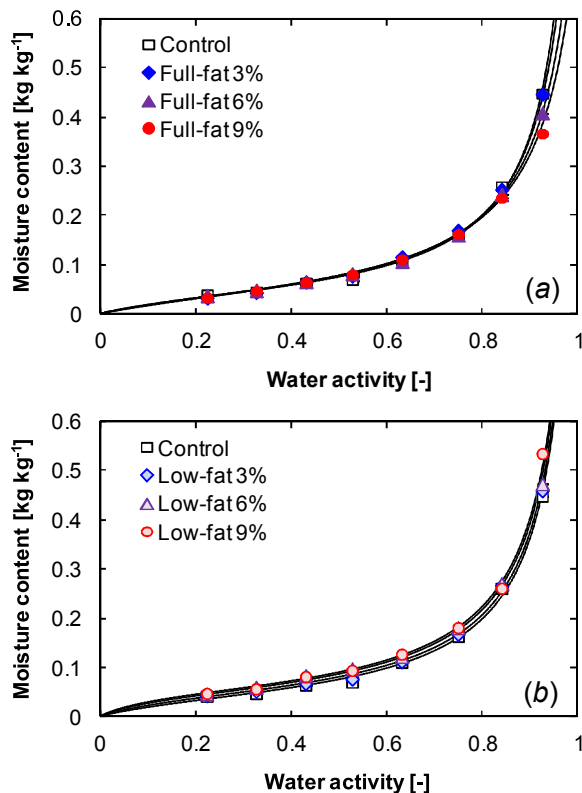 0.6
0.5
0.4
0.3
0.2
0.1
0
Moisture content [kg kg⁻¹]
Control
Full-fat 3%
Full-fat 6%
Full-fat 9%
(a)
0 0.2 0.4 0.6 0.8 1
Water activity [-]
0.6
0.5
0.4
0.3
0.2
0.1
0
Moisture content [kg kg⁻¹]
Control
Low-fat 3%
Low-fat 6%
Low-fat 9%
(b)
0 0.2 0.4 0.6 0.8 1
Water activity [-]